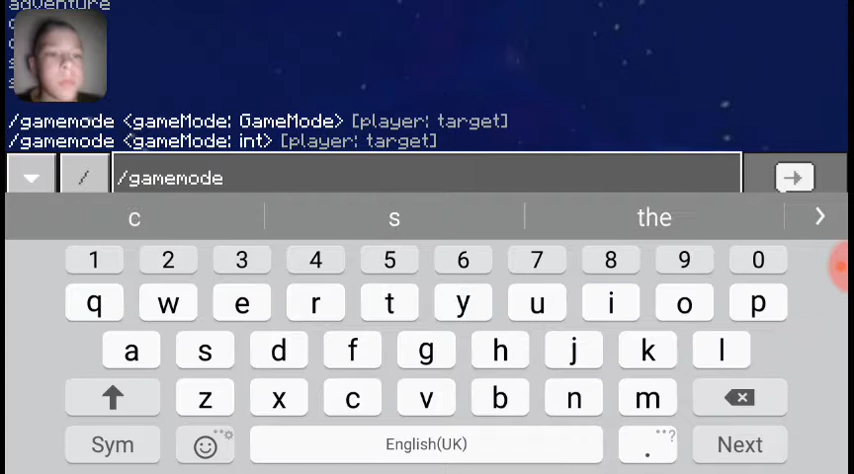 adventure
/gamemode <gameMode: GameMode> [player: target]
/gamemode <gameMode: int> [player: target]
/ /gamemode
c s the >
1 2 3 4 5 6 7 8 9 0
q w e r t y u i o p
a s d f g h j k l
z x c v b n m
Sym English(UK) . ? Next